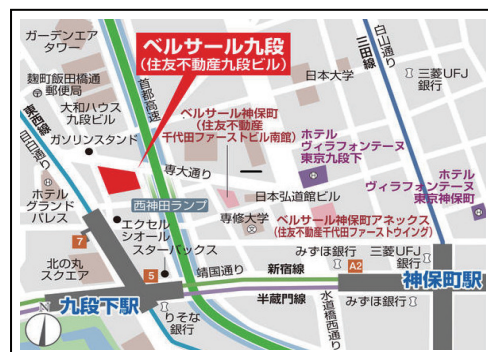 ガーデンエア
タワー
麹町飯田橋通
郵便局
大和ハウス
九段ビル
東西線
目白通り
ガソリンスタンド
ホテル
グランド
パレス
ベルサール九段
(住友不動産九段ビル)
首都高速
日本大学
三田線
白山通り
三菱UFJ
銀行
ベルサール神保町
(住友不動産
千代田ファーストビル南館)
ホテル
ヴィラフォンテーヌ
東京九段下
専大通り
西神田ランプ
日本弘道館ビル
ホテル
ヴィラフォンテーヌ
東京神保町
専修大学
ベルサール神保町アネックス
(住友不動産千代田ファーストウイング)
エクセル
シオール
スターバックス
7
北の丸
スクエア
5
靖国通り
新宿線
みずほ銀行
A2
三菱UFJ
銀行
神保町駅
九段下駅
半蔵門線
みずほ銀行
水道橋西通り
りそな
銀行
N